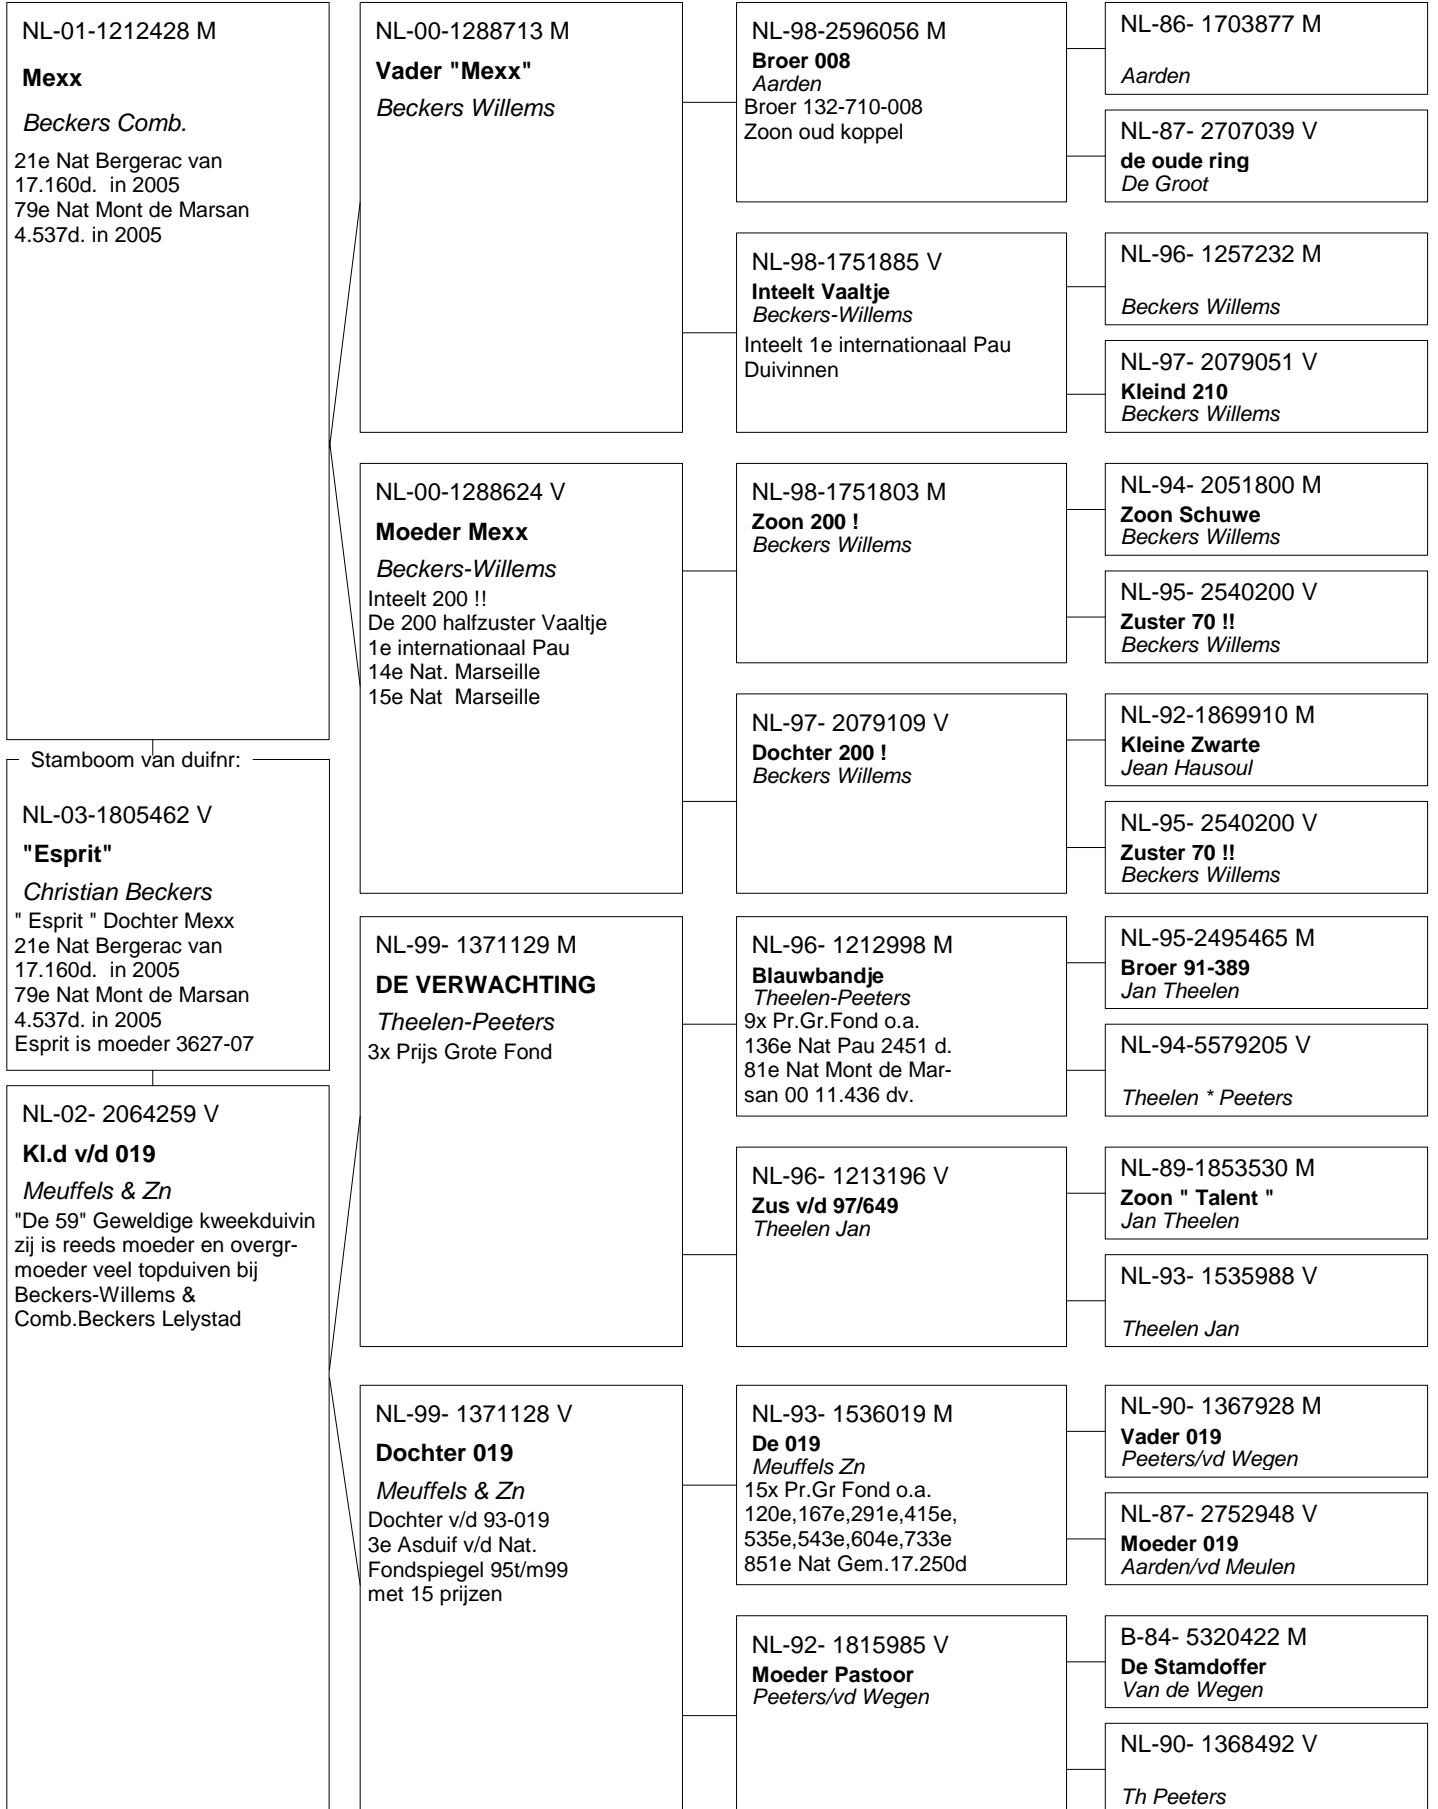 NL-01-1212428 M
Mexx
Beckers Comb.
21e Nat Bergerac van
17.160d.  in 2005
79e Nat Mont de Marsan
4.537d. in 2005
Stamboom van duifnr:
NL-03-1805462 V
"Esprit"
Christian Beckers
" Esprit " Dochter Mexx
21e Nat Bergerac van
17.160d.  in 2005
79e Nat Mont de Marsan
4.537d. in 2005
Esprit is moeder 3627-07
NL-02- 2064259 V
Kl.d v/d 019
Meuffels & Zn
"De 59" Geweldige kweekduivin
zij is reeds moeder en overgr-
moeder veel topduiven bij
Beckers-Willems &
Comb.Beckers Lelystad
NL-00-1288713 M
Vader "Mexx"
Beckers Willems
NL-00-1288624 V
Moeder Mexx
Beckers-Willems
Inteelt 200 !!
De 200 halfzuster Vaaltje
1e internationaal Pau
14e Nat. Marseille
15e Nat  Marseille
NL-99- 1371129 M
DE VERWACHTING
Theelen-Peeters
3x Prijs Grote Fond
NL-99- 1371128 V
Dochter 019
Meuffels & Zn
Dochter v/d 93-019
3e Asduif v/d Nat.
Fondspiegel 95t/m99
met 15 prijzen
NL-98-2596056 M
Broer 008
Aarden
Broer 132-710-008
Zoon oud koppel
NL-98-1751885 V
Inteelt Vaaltje
Beckers-Willems
Inteelt 1e internationaal Pau
Duivinnen
NL-98-1751803 M
Zoon 200 !
Beckers Willems
NL-97- 2079109 V
Dochter 200 !
Beckers Willems
NL-96- 1212998 M
Blauwbandje
Theelen-Peeters
9x Pr.Gr.Fond o.a.
136e Nat Pau 2451 d.
81e Nat Mont de Mar-
san 00 11.436 dv.
NL-96- 1213196 V
Zus v/d 97/649
Theelen Jan
NL-93- 1536019 M
De 019
Meuffels Zn
15x Pr.Gr Fond o.a.
120e,167e,291e,415e,
535e,543e,604e,733e
851e Nat Gem.17.250d
NL-92- 1815985 V
Moeder Pastoor
Peeters/vd Wegen
NL-86- 1703877 M
Aarden
NL-87- 2707039 V
de oude ring
De Groot
NL-96- 1257232 M
Beckers Willems
NL-97- 2079051 V
Kleind 210
Beckers Willems
NL-94- 2051800 M
Zoon Schuwe
Beckers Willems
NL-95- 2540200 V
Zuster 70 !!
Beckers Willems
NL-92-1869910 M
Kleine Zwarte
Jean Hausoul
NL-95- 2540200 V
Zuster 70 !!
Beckers Willems
NL-95-2495465 M
Broer 91-389
Jan Theelen
NL-94-5579205 V
Theelen * Peeters
NL-89-1853530 M
Zoon " Talent "
Jan Theelen
NL-93- 1535988 V
Theelen Jan
NL-90- 1367928 M
Vader 019
Peeters/vd Wegen
NL-87- 2752948 V
Moeder 019
Aarden/vd Meulen
B-84- 5320422 M
De Stamdoffer
Van de Wegen
NL-90- 1368492 V
Th Peeters